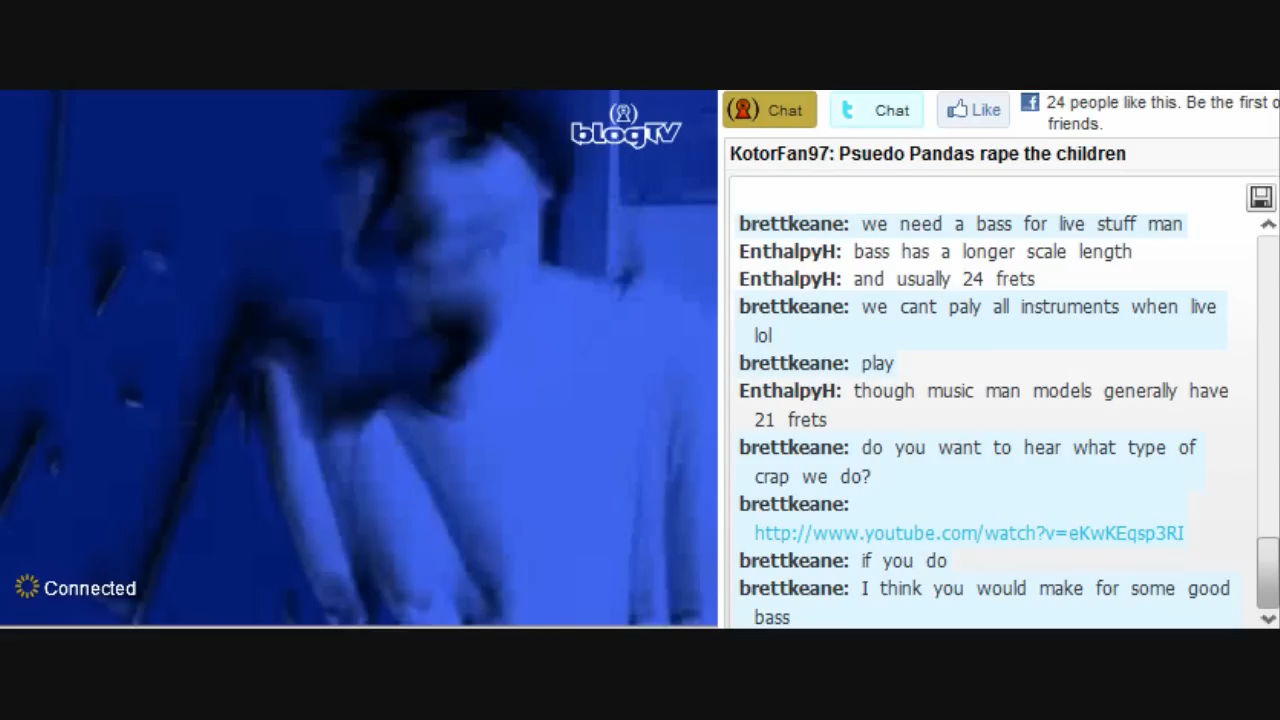 blogTV
Connected
Chat
Chat
Like
24 people like this. Be the first o
friends.
KotorFan97: Psuedo Pandas rape the children
brettkeane: we need a bass for live stuff man
EnthalpyH: bass has a longer scale length
EnthalpyH: and usually 24 frets
brettkeane: we cant paly all instruments when live
lol
brettkeane: play
EnthalpyH: though music man models generally have
21 frets
brettkeane: do you want to hear what type of
crap we do?
brettkeane:
http://www.youtube.com/watch?v=eKwKEqsp3RI
brettkeane: if you do
brettkeane: I think you would make for some good
bass